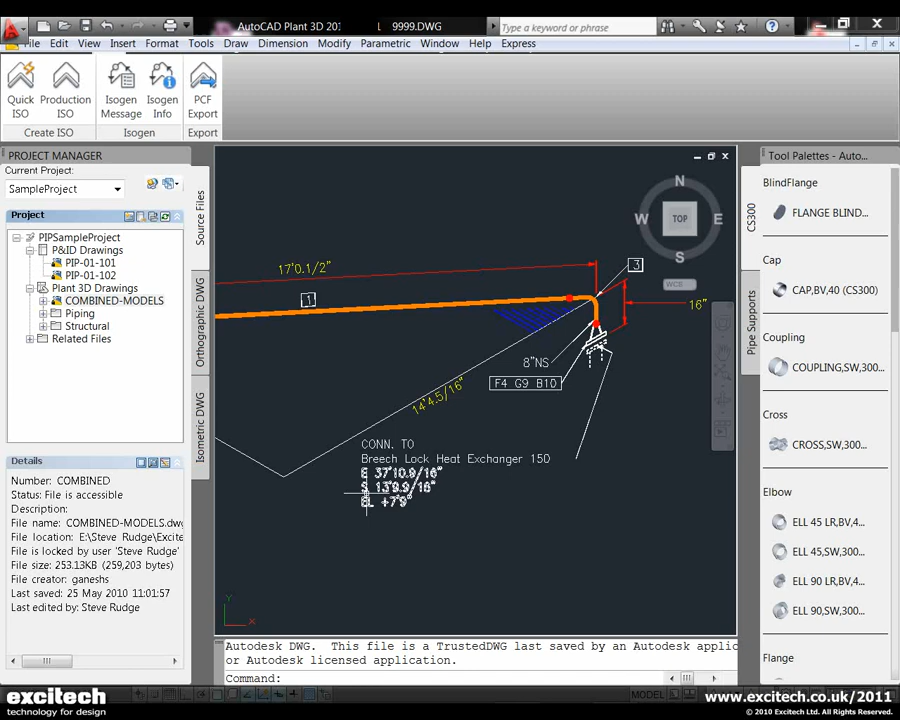 AutoCAD Plant 3D 201
9999.DWG
Type a keyword or phrase
File Edit View Insert Format Tools Draw Dimension Modify Parametric Window Help Express
Quick ISO
Production ISO
Isogen Message
Isogen Info
PCF Export
Create ISO
Isogen
Export
PROJECT MANAGER
Current Project:
SampleProject
Project
PIPSampleProject
P&ID Drawings
PIP-01-101
PIP-01-102
Plant 3D Drawings
COMBINED-MODELS
Piping
Structural
Related Files
Details
Number: COMBINED
Status: File is accessible
Description:
File name: COMBINED-MODELS.dwg
File location: E:\Steve Rudge\Excite
File is locked by user 'Steve Rudge'
File size: 253.13KB (259,203 bytes)
File creator: ganeshs
Last saved: 25 May 2010 11:01:57
Last edited by: Steve Rudge
Source Files
Orthographic DWG
Isometric DWG
17'0.1/2"
3
1
16"
8"NS
F4 G9 B10
14'4.5/16"
CONN. TO
Breech Lock Heat Exchanger 150
E 37'10.9/16"
S 13'9.9/16"
EL +7'9"
N
W
TOP
E
S
WCS
Y
X
Autodesk DWG. This file is a TrustedDWG last saved by an Autodesk applic
or Autodesk licensed application.
Command:
MODEL
Tool Palettes - Auto...
CS300
Pipe Supports
BlindFlange
FLANGE BLIND...
Cap
CAP,BV,40 (CS300)
Coupling
COUPLING,SW,300...
Cross
CROSS,SW,300...
Elbow
ELL 45 LR,BV,4...
ELL 45,SW,300...
ELL 90 LR,BV,4...
ELL 90,SW,300...
Flange
excitech
technology for design
www.excitech.co.uk/2011
© 2010 Excitech Ltd. All Rights Reserved.